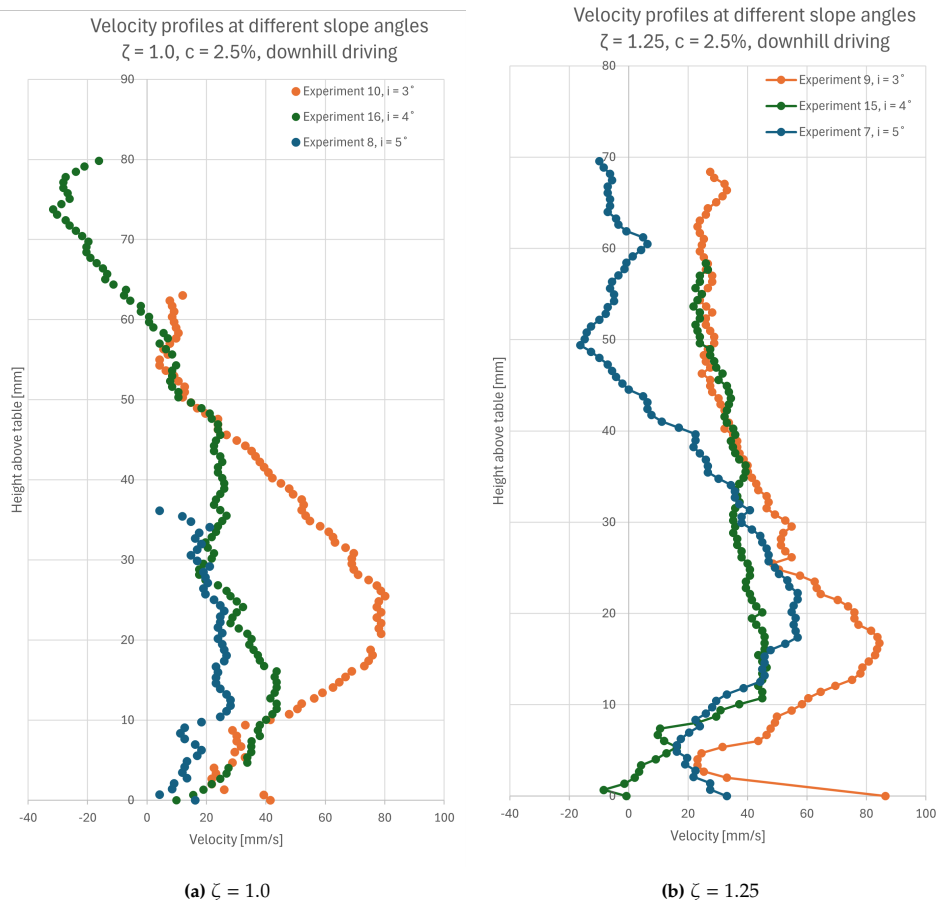 Velocity profiles at different slope angles
ζ = 1.0, c = 2.5%, downhill driving
90
80
70
60
50
40
30
20
10
0
-40 -20 0 20 40 60 80 100
Height above table [mm]
Velocity [mm/s]
Experiment 10, i = 3°
Experiment 16, i = 4°
Experiment 8, i = 5°
(a) ζ = 1.0
Velocity profiles at different slope angles
ζ = 1.25, c = 2.5%, downhill driving
80
70
60
50
40
30
20
10
0
-40 -20 0 20 40 60 80 100
Height above table [mm]
Velocity [mm/s]
Experiment 9, i = 3°
Experiment 15, i = 4°
Experiment 7, i = 5°
(b) ζ = 1.25